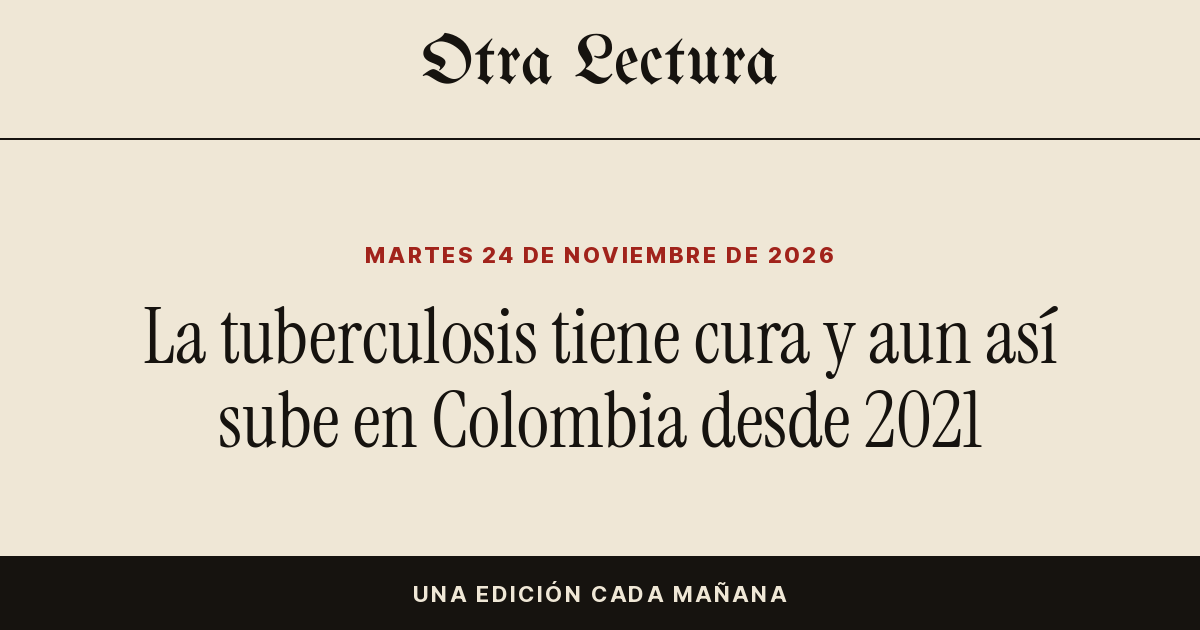 Otra Lectura
MARTES 24 DE NOVIEMBRE DE 2026
La tuberculosis tiene cura y aun así
sube en Colombia desde 2021
UNA EDICIÓN CADA MAÑANA